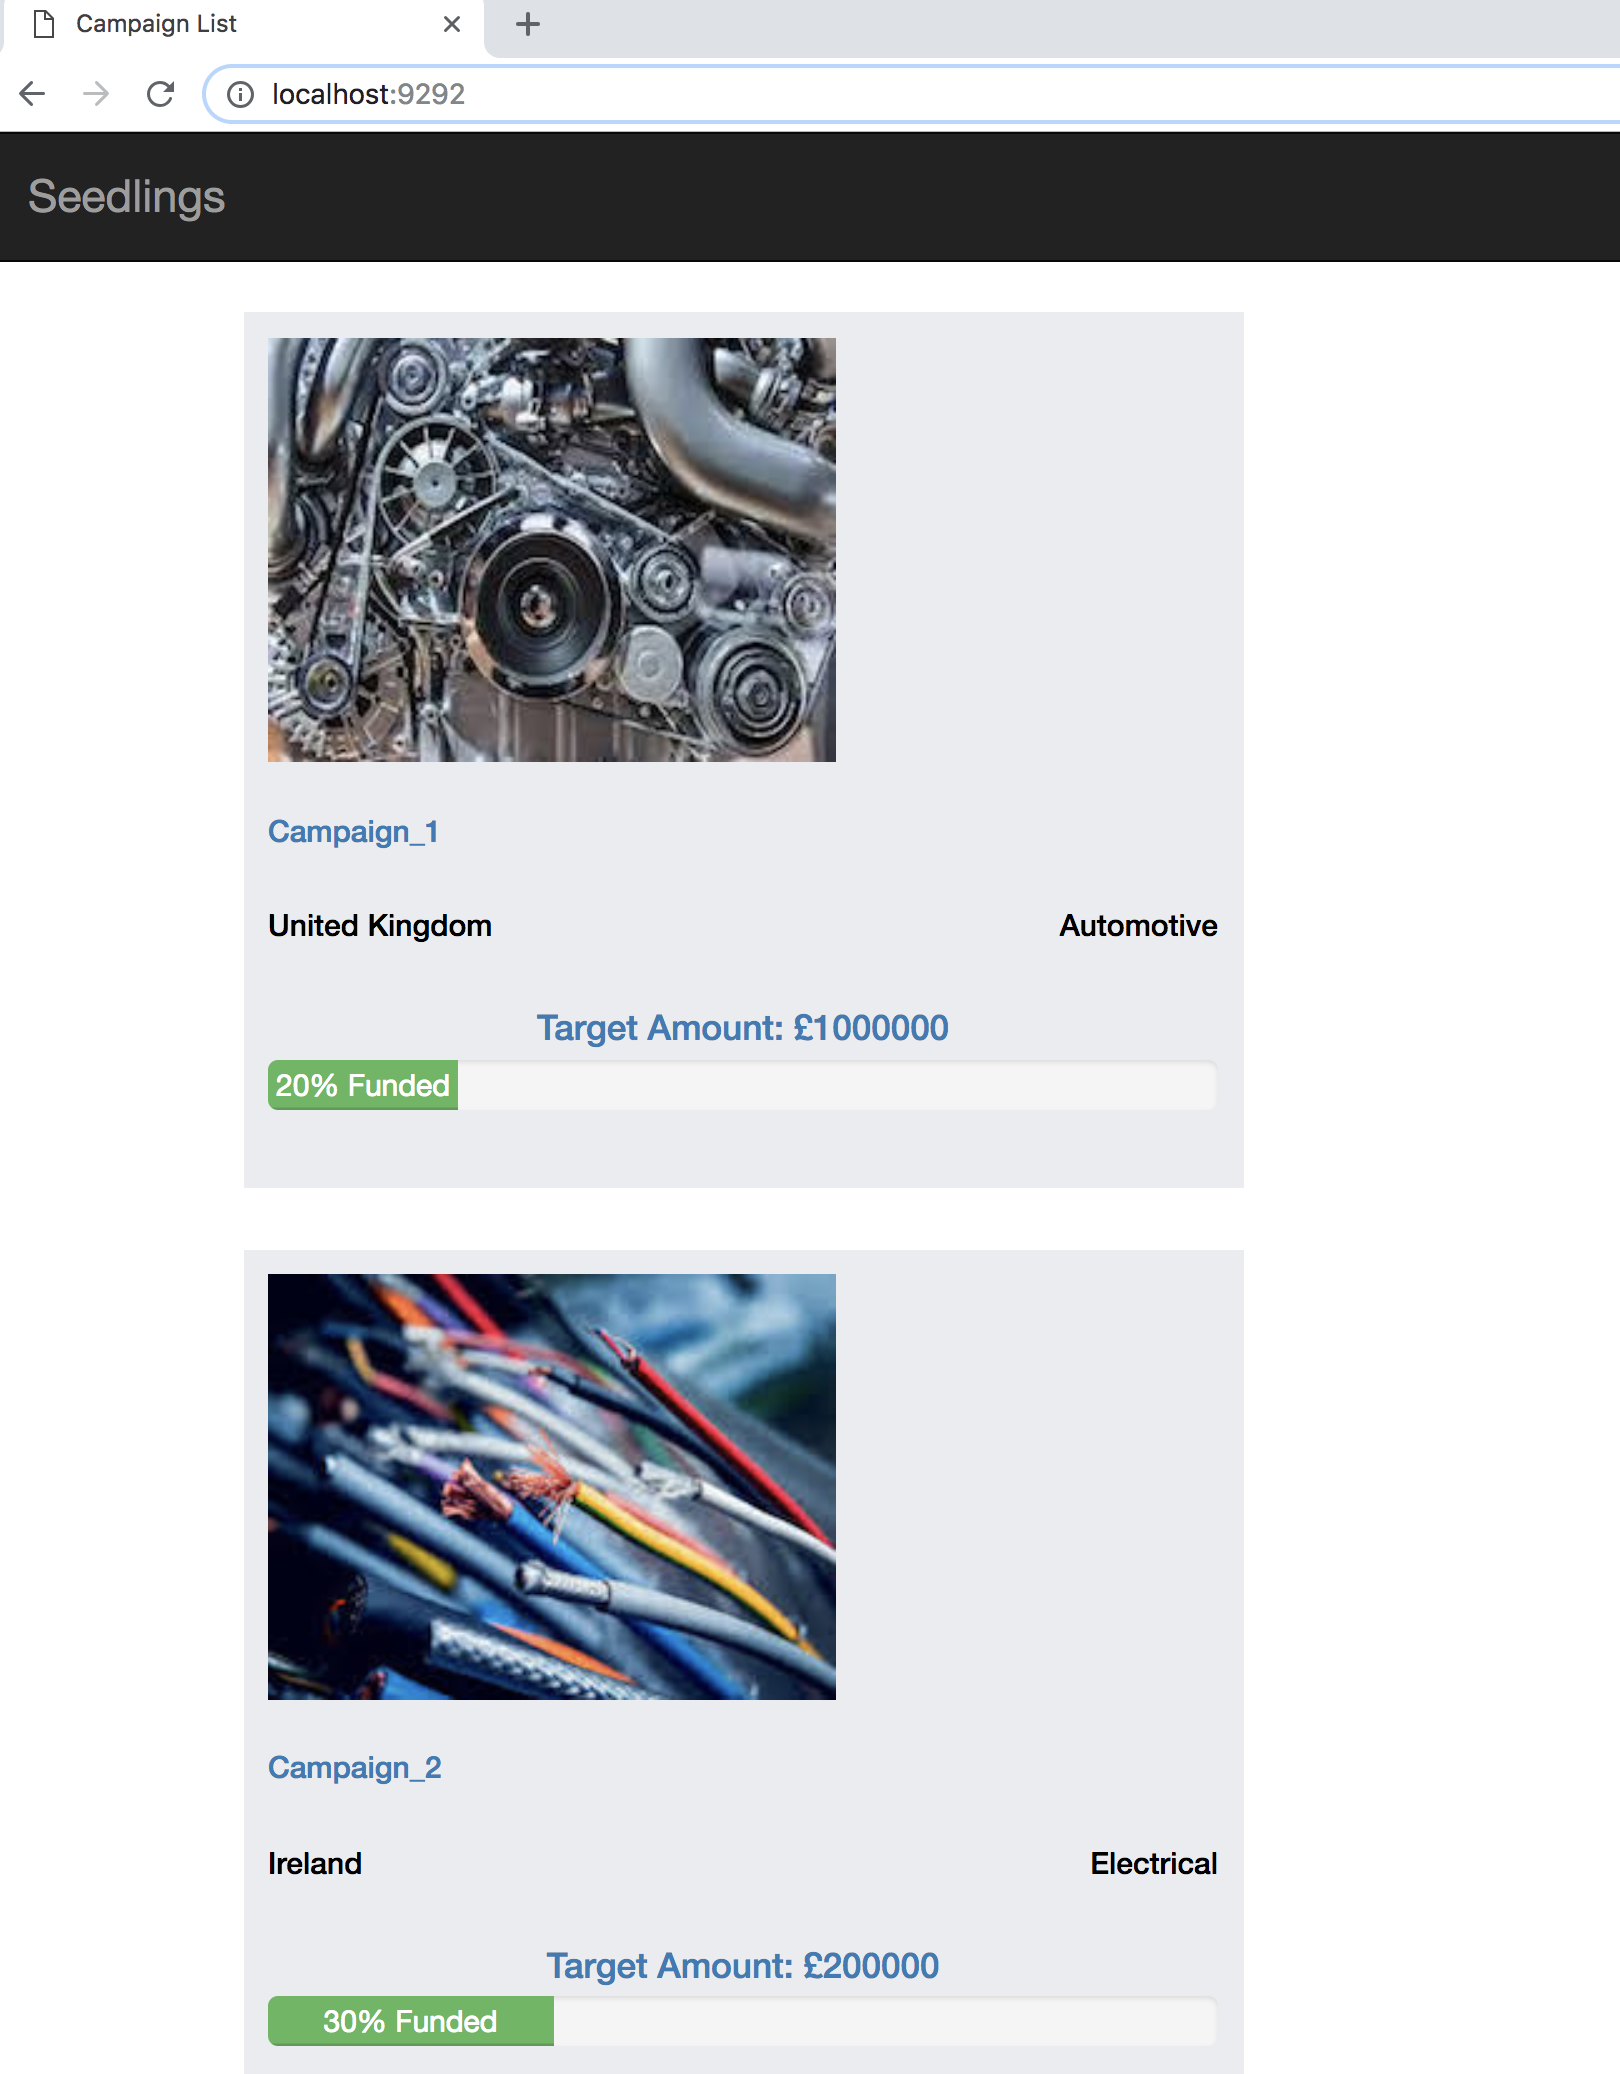 Campaign List
localhost:9292
Seedlings
Campaign_1
United Kingdom Automotive
Target Amount: £1000000
20% Funded
Campaign_2
Ireland Electrical
Target Amount: £200000
30% Funded